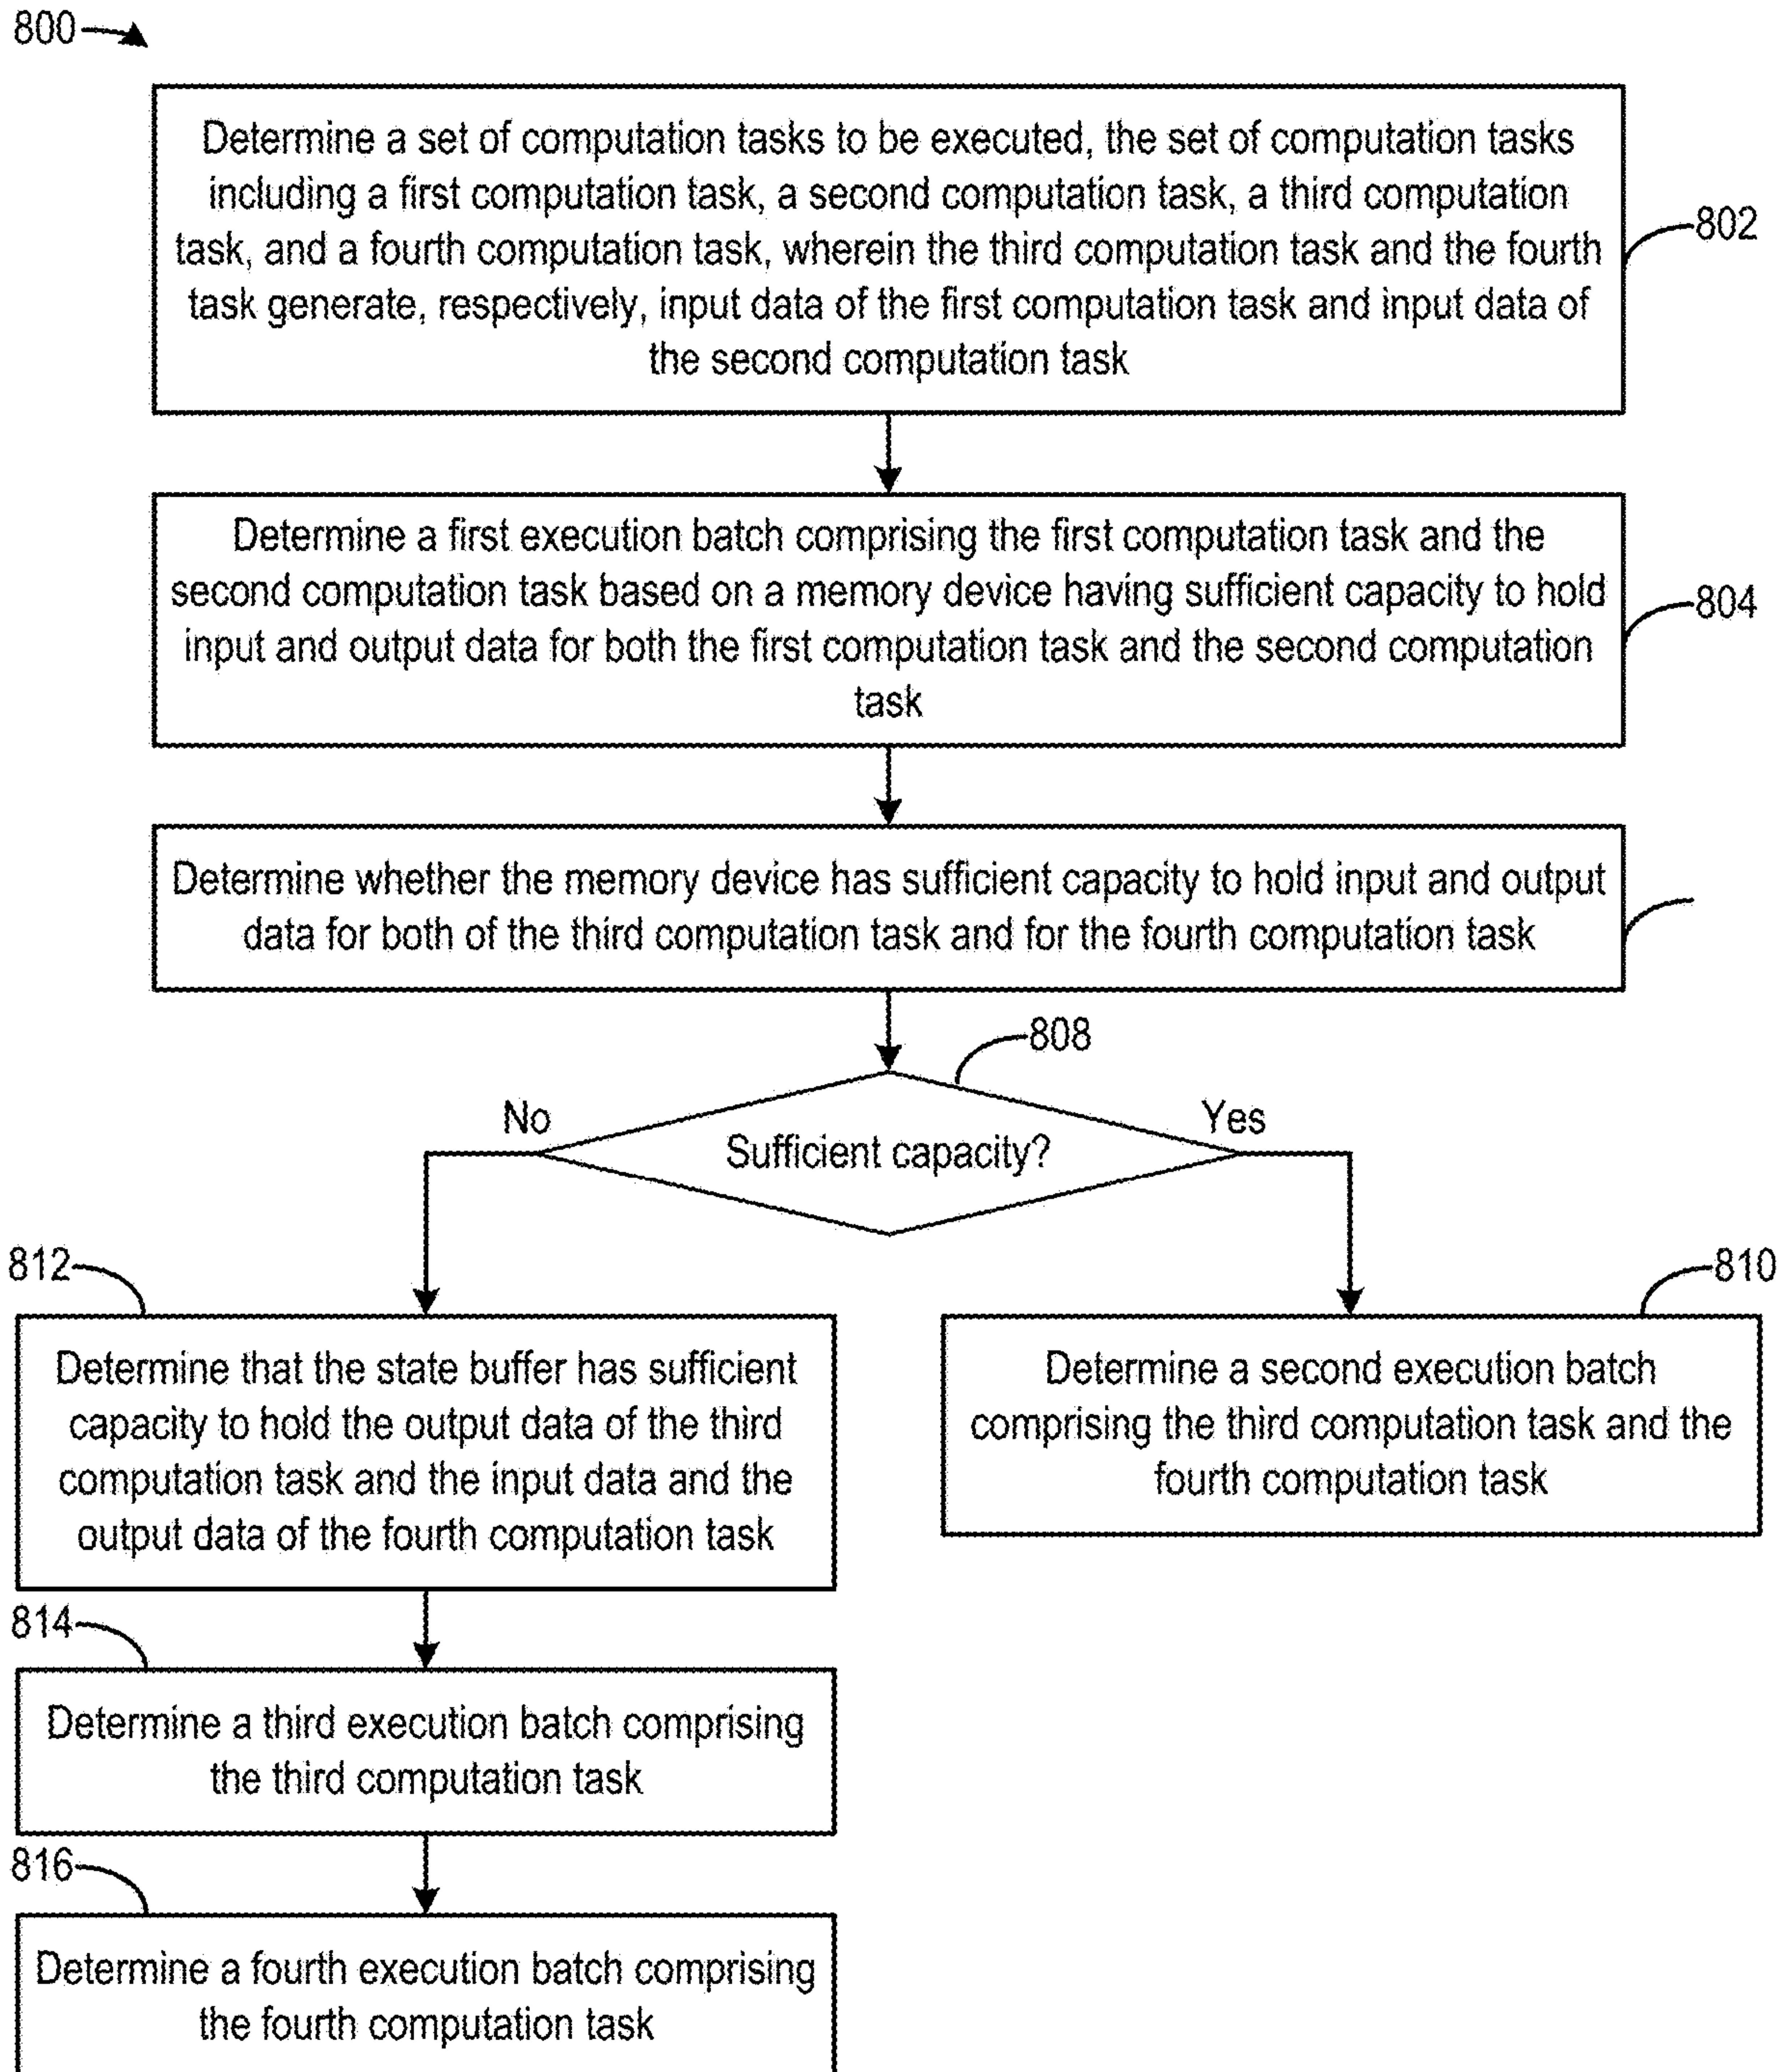 800
Determine a set of computation tasks to be executed, the set of computation tasks
including a first computation task, a second computation task, a third computation
task, and a fourth computation task, wherein the third computation task and the fourth
task generate, respectively, input data of the first computation task and input data of
the second computation task
802
Determine a first execution batch comprising the first computation task and the
second computation task based on a memory device having sufficient capacity to hold
input and output data for both the first computation task and the second computation
task
804
Determine whether the memory device has sufficient capacity to hold input and output
data for both of the third computation task and for the fourth computation task
808
No
Sufficient capacity?
Yes
812
810
Determine that the state buffer has sufficient
capacity to hold the output data of the third
computation task and the input data and the
output data of the fourth computation task
Determine a second execution batch
comprising the third computation task and the
fourth computation task
814
Determine a third execution batch comprising
the third computation task
816
Determine a fourth execution batch comprising
the fourth computation task